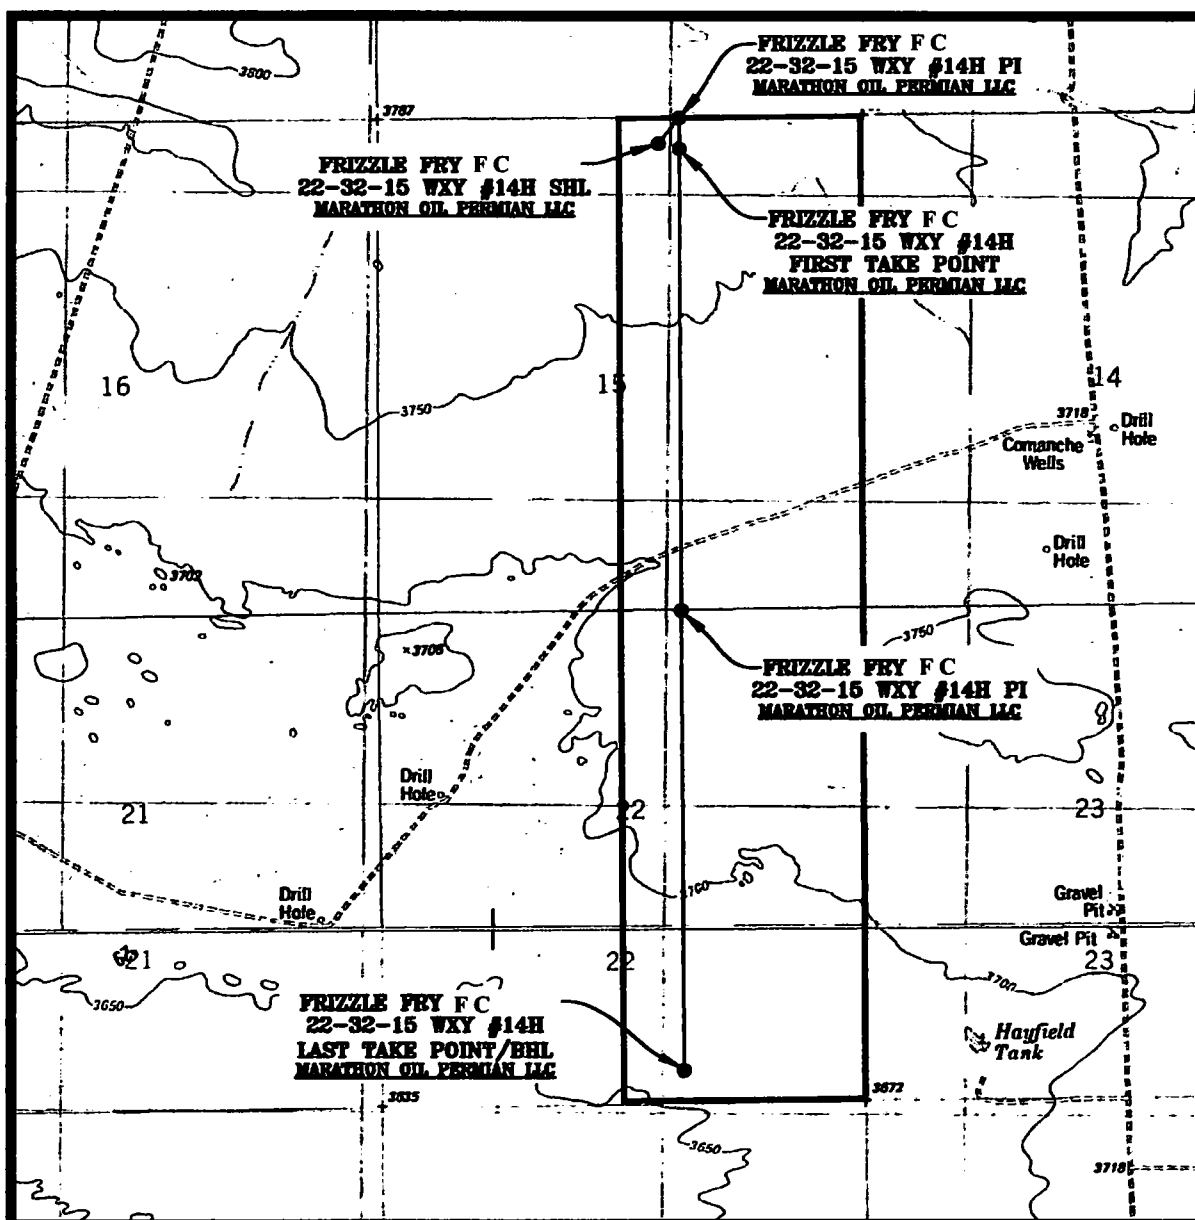 FRIZZLE FRY F C
22-32-15 WXY #14H PI
MARATHON OIL PERMIAN LLC
3800
3787
FRIZZLE FRY F C
22-32-15 WXY #14H SHL
MARATHON OIL PERMIAN LLC
FRIZZLE FRY F C
22-32-15 WXY #14H
FIRST TAKE POINT
MARATHON OIL PERMIAN LLC
16
15
14
3750
3718
Drill
Hole
Comanche
Wells
Drill
Hole
3702
3706
3750
FRIZZLE FRY F C
22-32-15 WXY #14H PI
MARATHON OIL PERMIAN LLC
Drill
Hole
21
22
23
3700
Drill
Hole
Gravel
Pit
Gravel Pit
21
22
23
3650
3700
FRIZZLE FRY F C
22-32-15 WXY #14H
LAST TAKE POINT/BHL
MARATHON OIL PERMIAN LLC
Hayfield
Tank
3635
3672
3650
3718